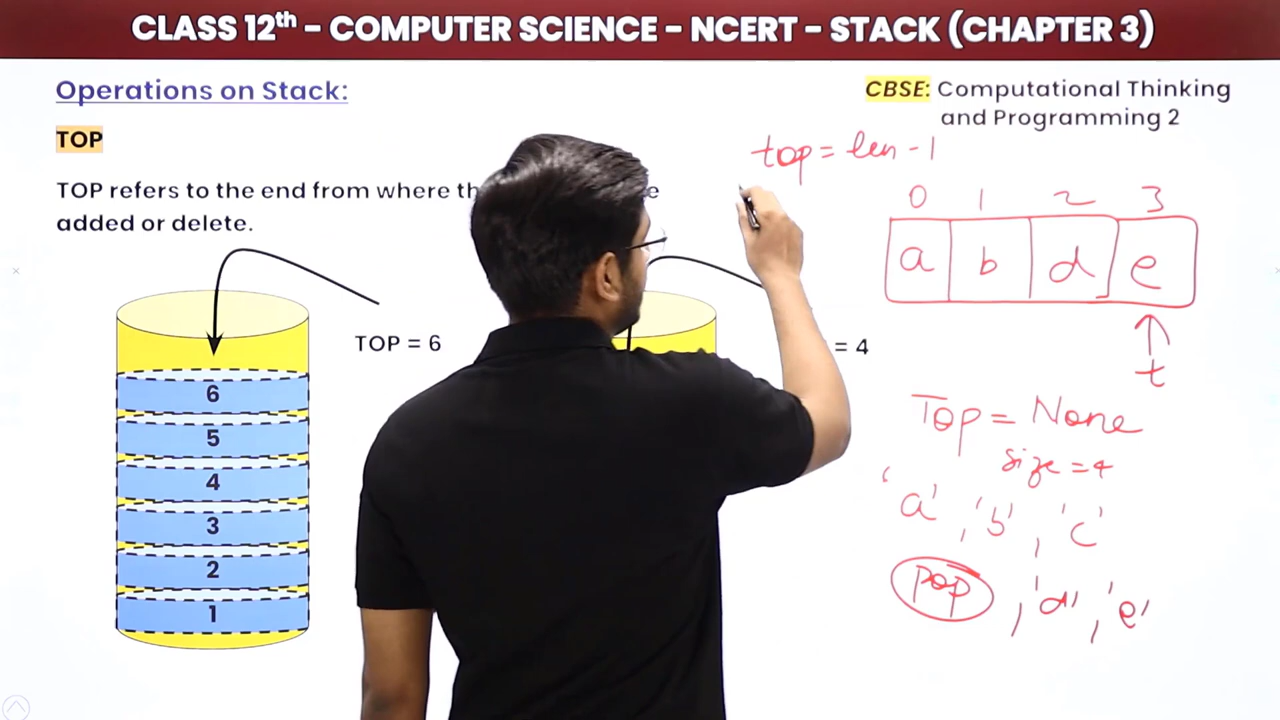 CLASS 12th - COMPUTER SCIENCE - NCERT - STACK (CHAPTER 3)
Operations on Stack:
CBSE: Computational Thinking
and Programming 2
TOP
top = len - 1
TOP refers to the end from where
added or delete.
0 1 2 3
a b d e
TOP = 6
= 4
t
6
5
4
3
2
1
Top = None
size = 4
'a', 'b', 'c'
pop, 'd', 'e'